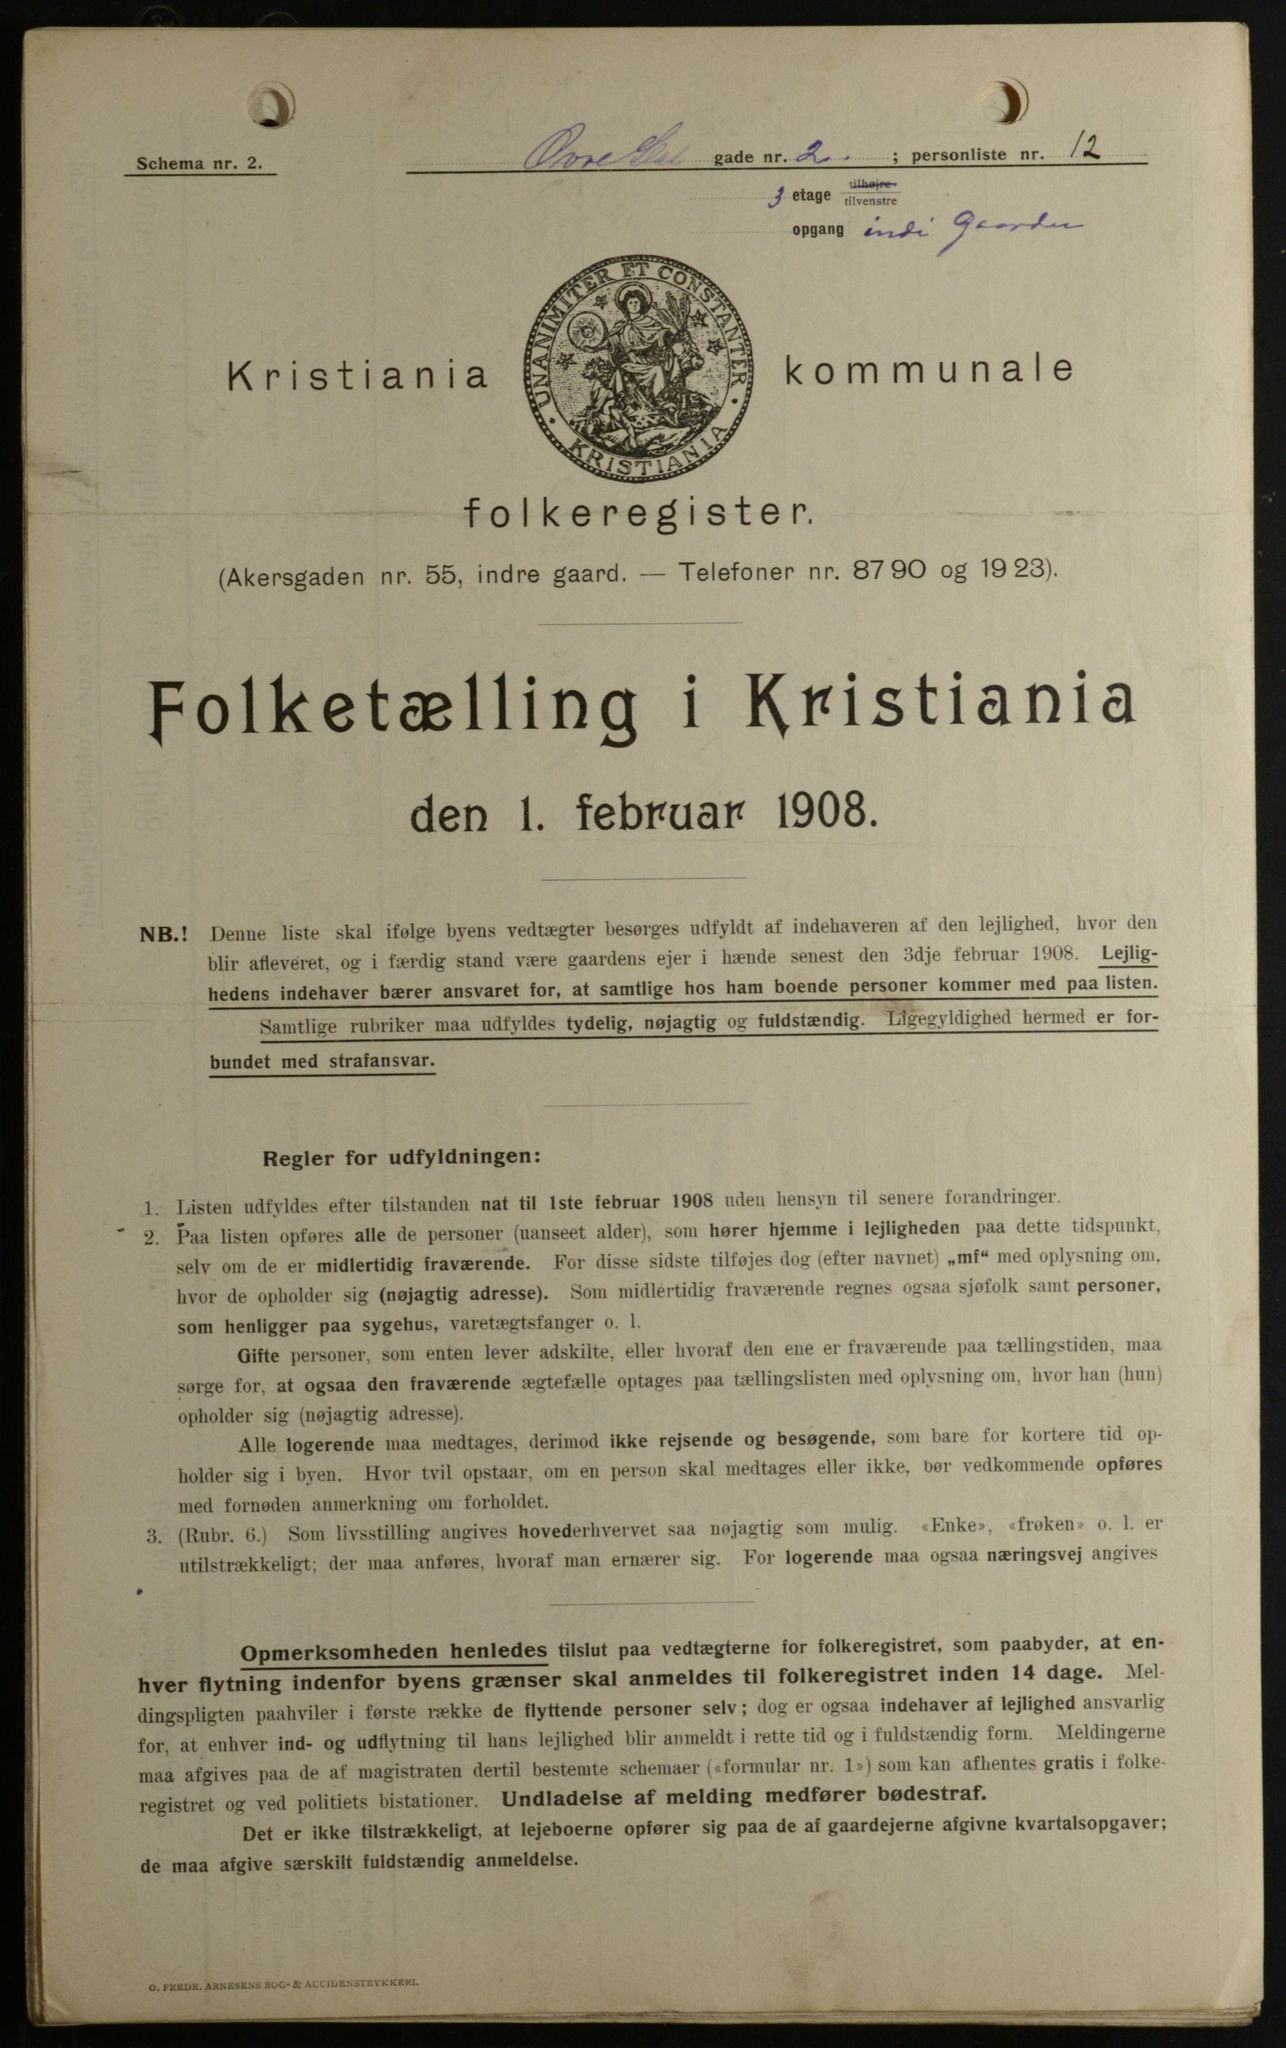 Schema nr. 2.
Øvre Slots gade nr. 2. ; personliste nr. 12
3 etage tilhøjre tilvenstre
opgang indi Gaarden
UNANIMITER ET CONSTANTER · KRISTIANIA ·
Kristiania kommunale
folkeregister.
(Akersgaden nr. 55, indre gaard. — Telefoner nr. 8790 og 1923).
Folketælling i Kristiania
den 1. februar 1908.
NB.! Denne liste skal ifølge byens vedtægter besørges udfyldt af indehaveren af den lejlighed, hvor den
blir afleveret, og i færdig stand være gaardens ejer i hænde senest den 3dje februar 1908. Lejlig-
hedens indehaver bærer ansvaret for, at samtlige hos ham boende personer kommer med paa listen.
Samtlige rubriker maa udfyldes tydelig, nøjagtig og fuldstændig. Ligegyldighed hermed er for-
bundet med strafansvar.
Regler for udfyldningen:
1. Listen udfyldes efter tilstanden nat til 1ste februar 1908 uden hensyn til senere forandringer.
2. Paa listen opføres alle de personer (uanseet alder), som hører hjemme i lejligheden paa dette tidspunkt,
selv om de er midlertidig fraværende. For disse sidste tilføjes dog (efter navnet) „mf“ med oplysning om,
hvor de opholder sig (nøjagtig adresse). Som midlertidig fraværende regnes ogsaa sjøfolk samt personer,
som henligger paa sygehus, varetægtsfanger o. l.
Gifte personer, som enten lever adskilte, eller hvoraf den ene er fraværende paa tællingstiden, maa
sørge for, at ogsaa den fraværende ægtefælle optages paa tællingslisten med oplysning om, hvor han (hun)
opholder sig (nøjagtig adresse).
Alle logerende maa medtages, derimod ikke rejsende og besøgende, som bare for kortere tid op-
holder sig i byen. Hvor tvil opstaar, om en person skal medtages eller ikke, bør vedkommende opføres
med fornøden anmerkning om forholdet.
3. (Rubr. 6.) Som livsstilling angives hovederhvervet saa nøjagtig som mulig. «Enke», «frøken» o. l. er
utilstrækkeligt; der maa anføres, hvoraf man ernærer sig. For logerende maa ogsaa næringsvej angives
Opmerksomheden henledes tilslut paa vedtægterne for folkeregistret, som paabyder, at en-
hver flytning indenfor byens grænser skal anmeldes til folkeregistret inden 14 dage. Mel-
dingspligten paahviler i første række de flyttende personer selv; dog er ogsaa indehaver af lejlighed ansvarlig
for, at enhver ind- og udflytning til hans lejlighed blir anmeldt i rette tid og i fuldstændig form. Meldingerne
maa afgives paa de af magistraten dertil bestemte schemaer («formular nr. 1») som kan afhentes gratis i folke-
registret og ved politiets bistationer. Undladelse af melding medfører bødestraf.
Det er ikke tilstrækkeligt, at lejeboerne opfører sig paa de af gaardejerne afgivne kvartalsopgaver;
de maa afgive særskilt fuldstændig anmeldelse.
O. FREDR. ARNESENS BOG- & ACCIDENSTRYKKERI.